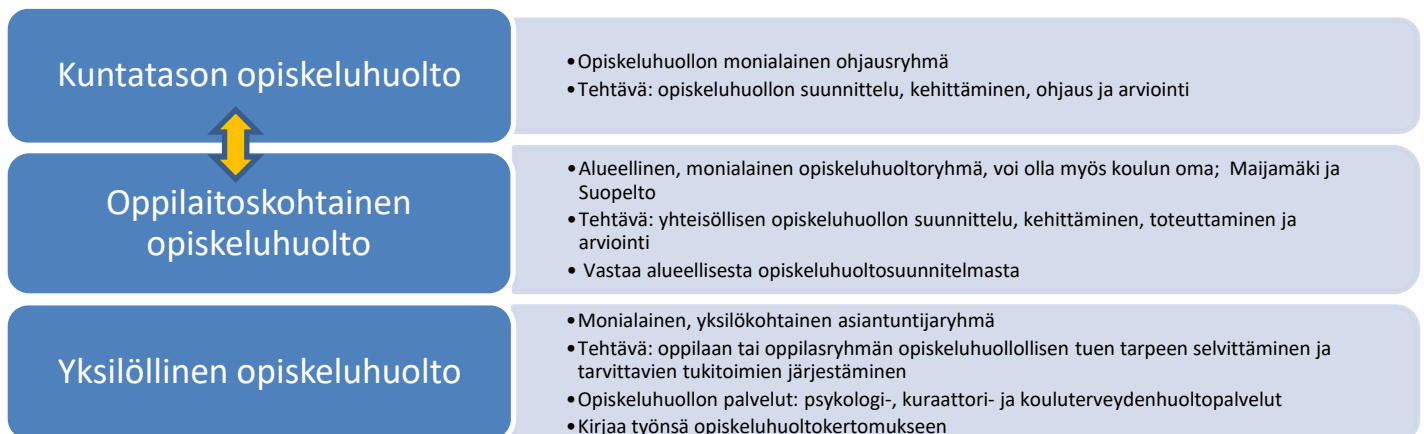 Kuntatason opiskeluhuolto
•Opiskeluhuollon monialainen ohjausryhmä
•Tehtävä: opiskeluhuollon suunnittelu, kehittäminen, ohjaus ja arviointi
Oppilaitoskohtainen
opiskeluhuolto
•Alueellinen, monialainen opiskeluhuoltoryhmä, voi olla myös koulun oma; Maijamäki ja
Suopelto
•Tehtävä: yhteisöllisen opiskeluhuollon suunnittelu, kehittäminen, toteuttaminen ja
arviointi
• Vastaa alueellisesta opiskeluhuoltosuunnitelmasta
Yksilöllinen opiskeluhuolto
•Monialainen, yksilökohtainen asiantuntijaryhmä
•Tehtävä: oppilaan tai oppilasryhmän opiskeluhuollollisen tuen tarpeen selvittäminen ja
tarvittavien tukitoimien järjestäminen
•Opiskeluhuollon palvelut: psykologi-, kuraattori- ja kouluterveydenhuoltopalvelut
•Kirjaa työnsä opiskeluhuoltokertomukseen